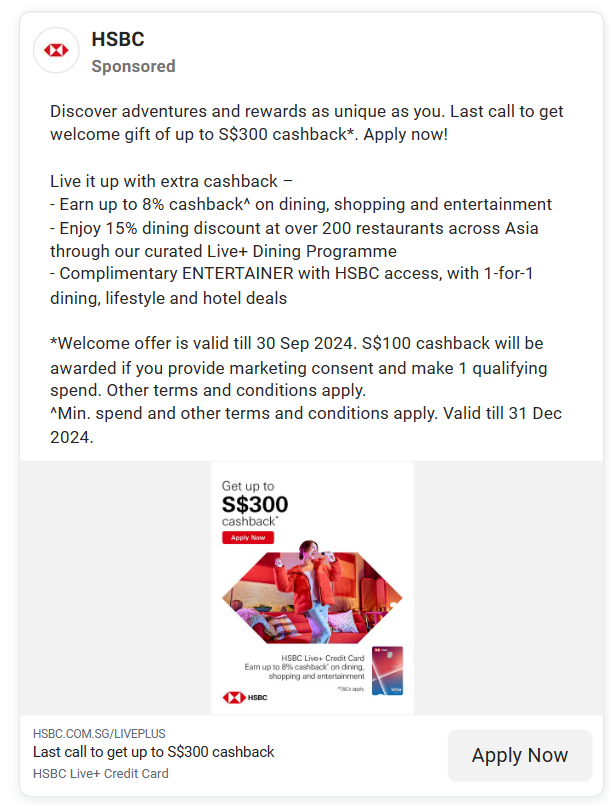 HSBC
Sponsored
Discover adventures and rewards as unique as you. Last call to get
welcome gift of up to S$300 cashback*. Apply now!
Live it up with extra cashback –
- Earn up to 8% cashback^ on dining, shopping and entertainment
- Enjoy 15% dining discount at over 200 restaurants across Asia
through our curated Live+ Dining Programme
- Complimentary ENTERTAINER with HSBC access, with 1-for-1
dining, lifestyle and hotel deals
*Welcome offer is valid till 30 Sep 2024. S$100 cashback will be
awarded if you provide marketing consent and make 1 qualifying
spend. Other terms and conditions apply.
^Min. spend and other terms and conditions apply. Valid till 31 Dec
2024.
Get up to
S$300
cashback*
Apply Now
HSBC Live+ Credit Card
Earn up to 8% cashback* on dining,
shopping and entertainment
*T&Cs apply.
VISA
HSBC
HSBC.COM.SG/LIVEPLUS
Last call to get up to S$300 cashback
HSBC Live+ Credit Card
Apply Now